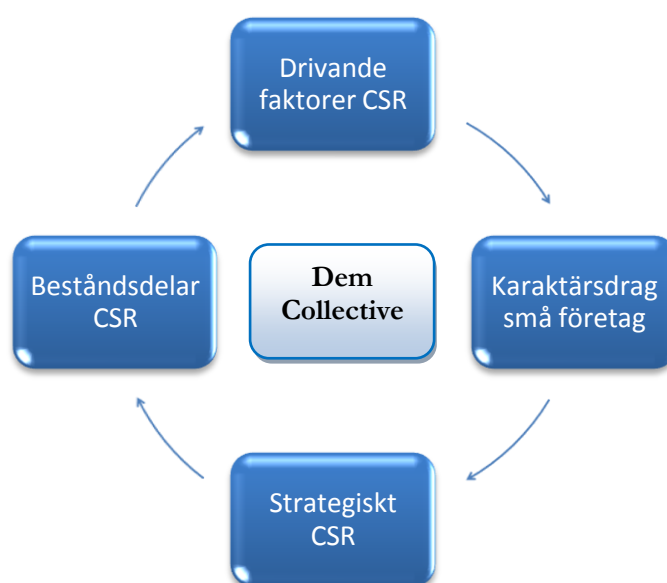 Drivande
faktorer CSR
Beståndsdelar
CSR
Dem
Collective
Karaktärsdrag
små företag
Strategiskt
CSR